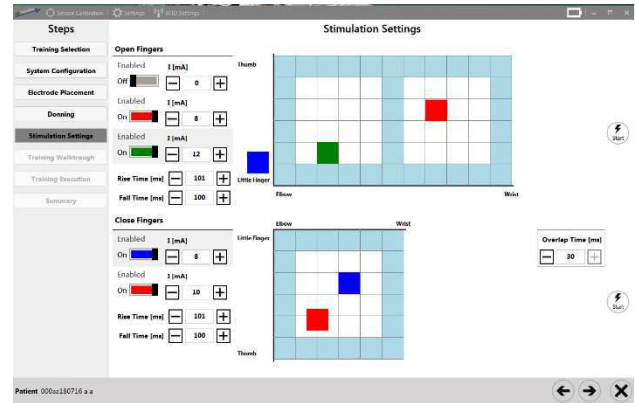 Sensor Calibration Settings RFID Settings
Steps
Stimulation Settings
Training Selection
System Configuration
Electrode Placement
Donning
Stimulation Settings
Training Walktrough
Training Execution
Summary
Open Fingers
Enabled I [mA]
Off 0
Enabled I [mA]
On 8
Enabled I [mA]
On 12
Rise Time [ms] 101
Fall Time [ms] 100
Thumb
Little Finger
Elbow Wrist
Start
Close Fingers
Enabled I [mA]
On 8
Enabled I [mA]
On 10
Rise Time [ms] 101
Fall Time [ms] 100
Elbow Wrist
Little Finger
Thumb
Overlap Time [ms]
30
Start
Patient 000aa180716 a a